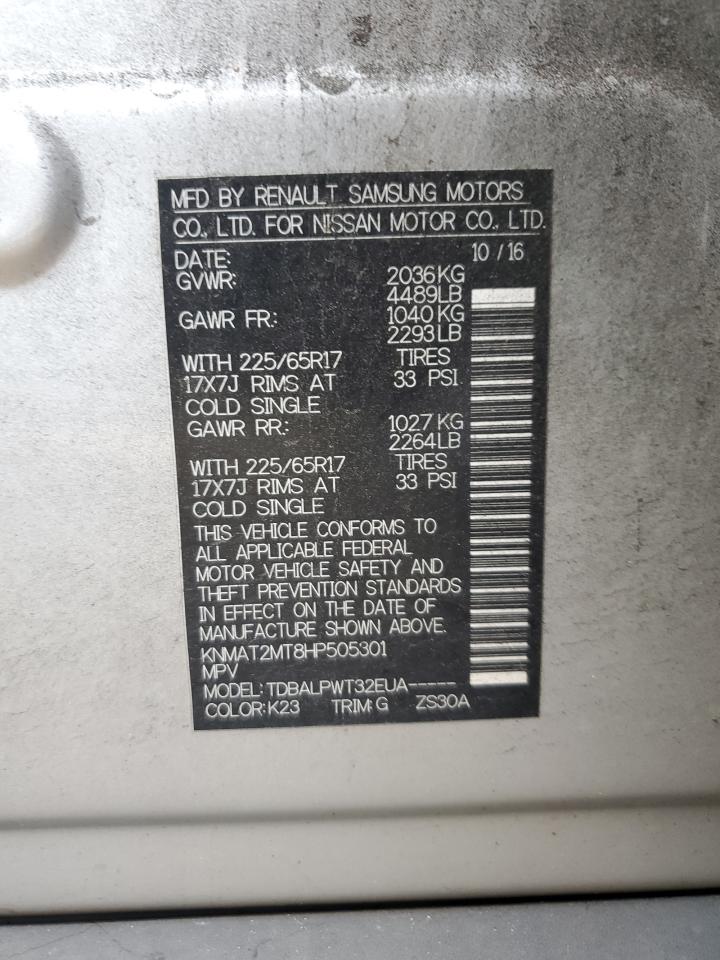 MFD BY RENAULT SAMSUNG MOTORS
CO., LTD. FOR NISSAN MOTOR CO., LTD.
DATE: 10 / 16
GVWR: 2036KG
4489LB
GAWR FR.: 1040 KG
2293LB
WITH 225/65R17 TIRES
17X7J RIMS AT 33 PSI
COLD SINGLE
GAWR RR.: 1027 KG
2264LB
WITH 225/65R17 TIRES
17X7J RIMS AT 33 PSI
COLD SINGLE
THIS VEHICLE CONFORMS TO
ALL APPLICABLE FEDERAL
MOTOR VEHICLE SAFETY AND
THEFT PREVENTION STANDARDS
IN EFFECT ON THE DATE OF
MANUFACTURE SHOWN ABOVE.
KNMAT2MT8HP505301
MPV
MODEL: TDBALPWT32EUA-----
COLOR: K23 TRIM: G ZS30A